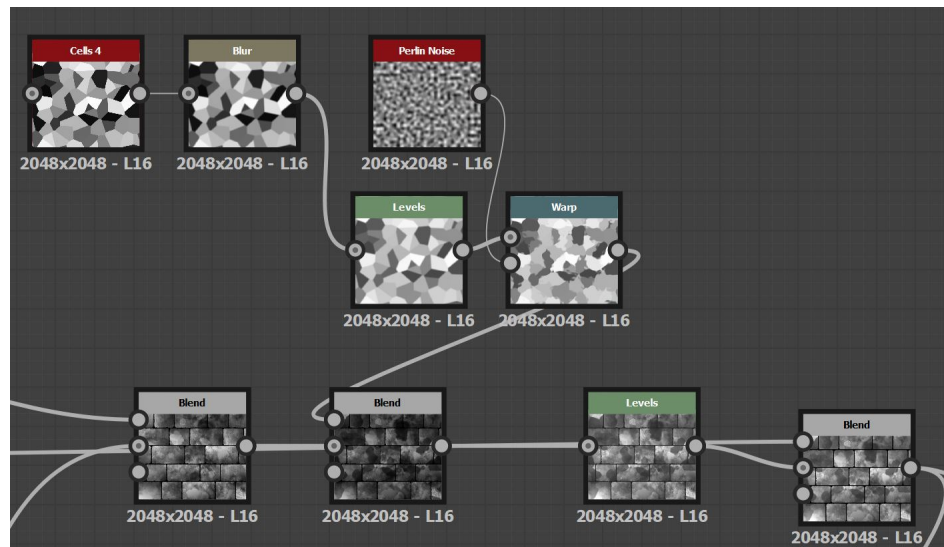 Cells 4
Blur
Perlin Noise
2048x2048 - L16
2048x2048 - L16
2048x2048 - L16
Levels
Warp
2048x2048 - L16
2048x2048 - L16
Blend
Blend
Levels
Blend
2048x2048 - L16
2048x2048 - L16
2048x2048 - L16
2048x2048 - L16